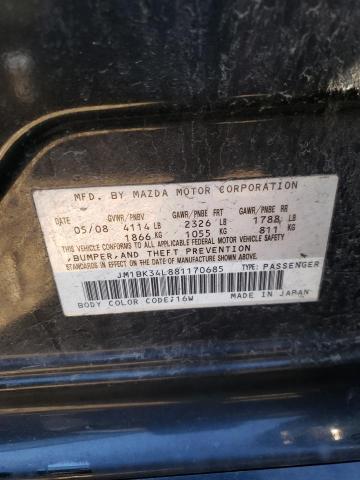 MFD. BY MAZDA MOTOR CORPORATION
GVWR/PNBV GAWR/PNBE FRT GAWR/PNBE RR
05/08 4114 LB 2326 LB 1788 LB
1866 KG 1055 KG 811 KG
THIS VEHICLE CONFORMS TO ALL APPLICABLE FEDERAL MOTOR VEHICLE SAFETY
,BUMPER,AND THEFT PREVENTION
STANDARDS IN EFFECT ON THE DATE OF MANUFACTURE SHOWN ABOVE.
JM1BK34L881170685 TYPE: PASSENGER
BODY COLOR CODE:16W MADE IN JAPAN